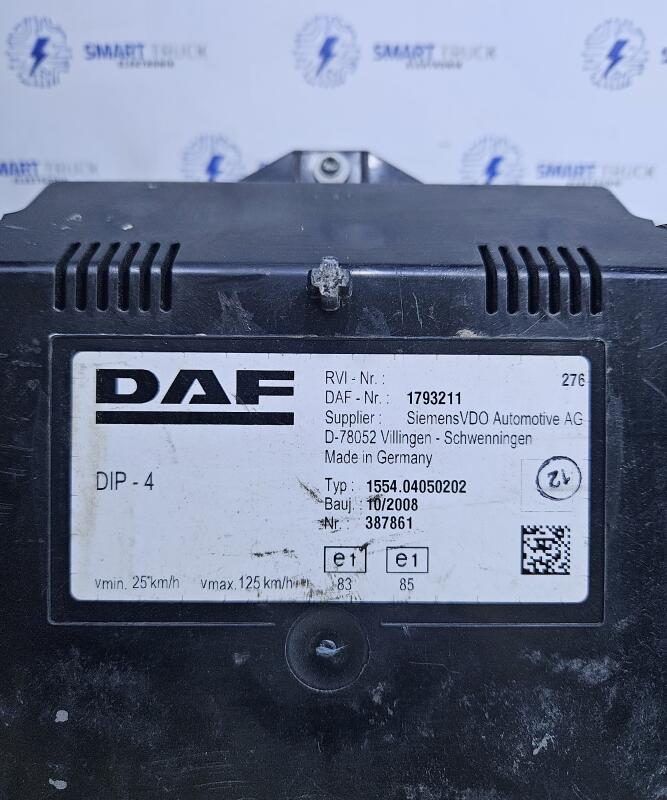 SMART TRUCK
ELECTRONIC
SMART TRUCK
ELECTRONIC
SMART TRUCK
SMART TRUCK
DAF
RVI - Nr. : 276
DAF - Nr. : 1793211
Supplier : SiemensVDO Automotive AG
D-78052 Villingen - Schwenningen
Made in Germany
DIP - 4
Typ : 1554.04050202
12
Bauj. : 10/2008
Nr. : 387861
e1 e1
vmin. 25 km/h vmax. 125 km/h 83 85